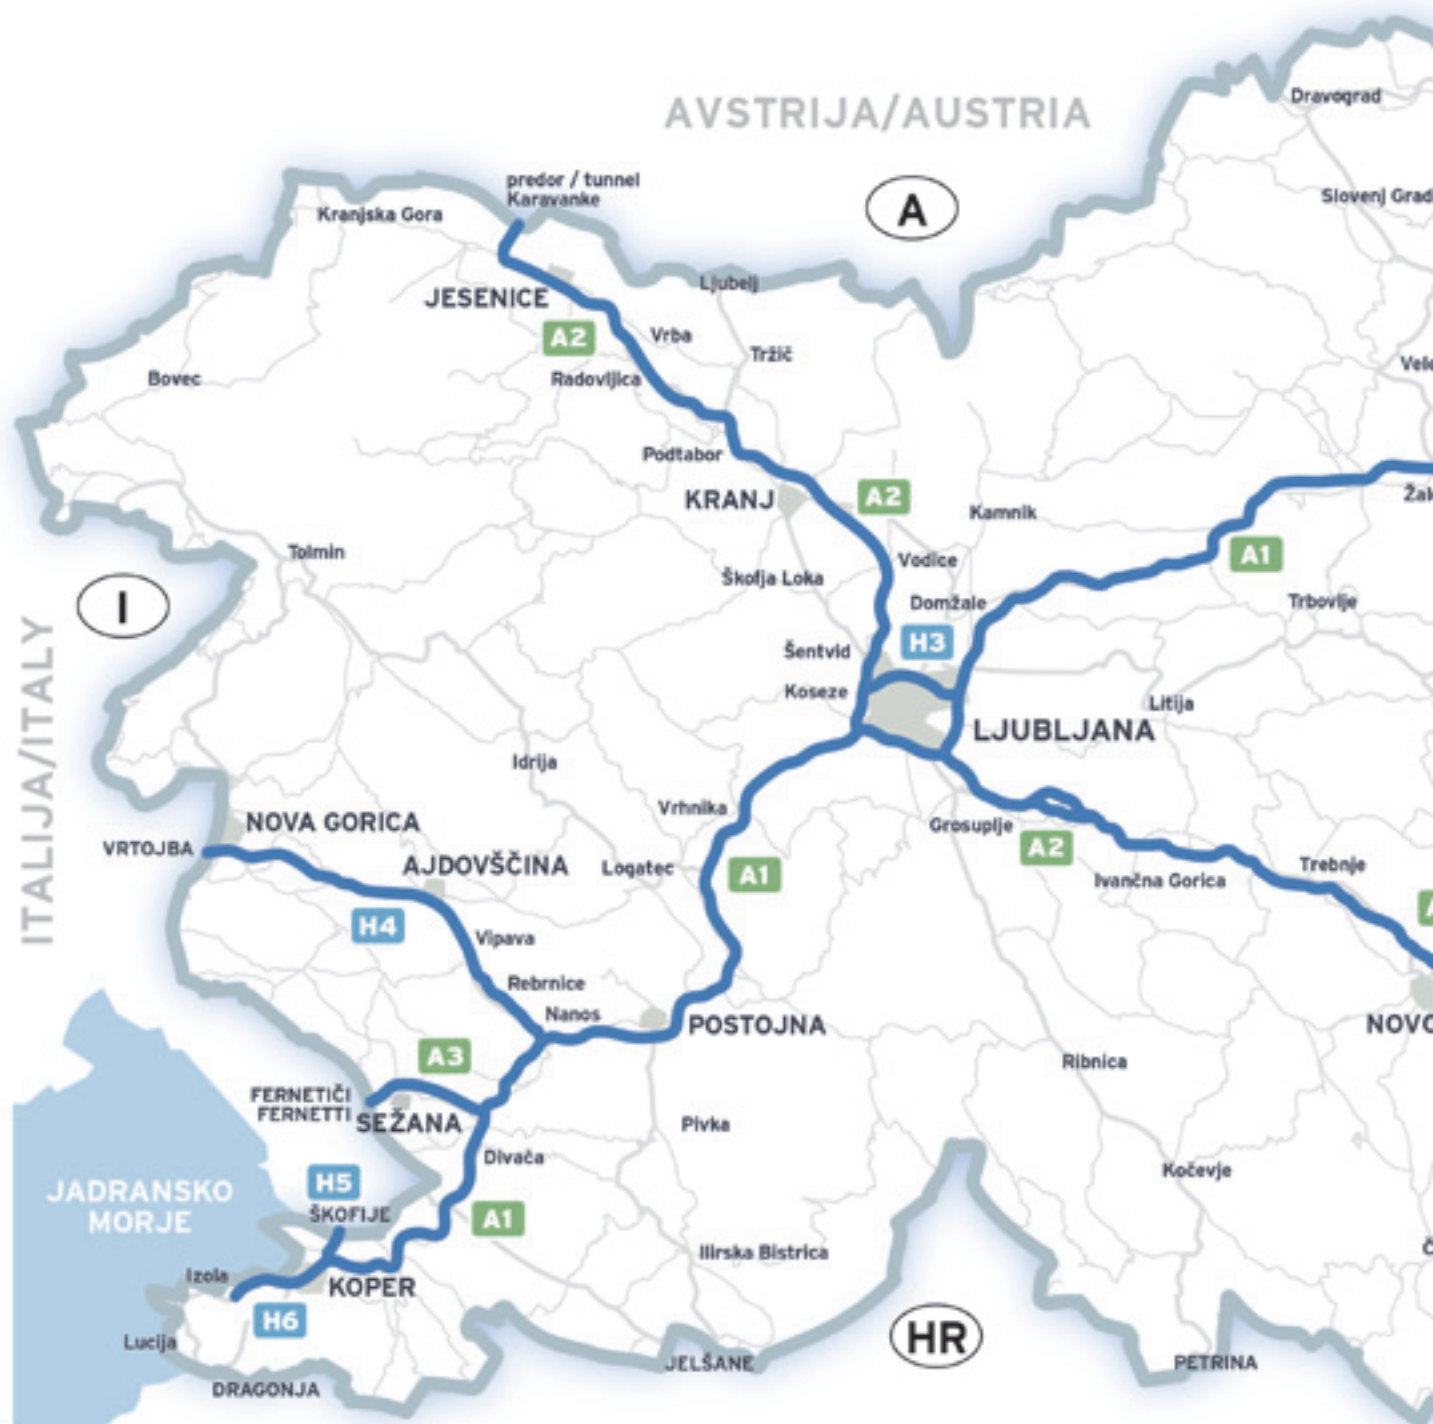 AVSTRIJA/AUSTRIA
Dravograd
predor / tunnel
Karavanke
A
Kranjska Gora
Ljubelj
JESENICE
A2
Vrba
Tržič
Bovec
Radovljica
Podtabor
KRANJ
A2
Kamnik
A1
Tolmin
Vodice
Škofja Loka
Domžale
Trbovlje
I
ITALIJA/ITALY
H3
Šentvid
Koseze
Litija
LJUBLJANA
Idrija
Vrhnika
NOVA GORICA
VRTOJBA
AJDOVŠČINA
Logatec
A1
Grosuplje
A2
Ivančna Gorica
Trebnje
H4
Vipava
Rebrnice
Nanos
POSTOJNA
NOVO
A3
Ribnica
FERNETIČI
FERNETTI
SEŽANA
Pivka
Divača
Kočevje
H5
ŠKOFIJE
A1
JADRANSKO
MORJE
Ilirska Bistrica
Izola
KOPER
H6
HR
Lucija
JELŠANE
PETRINA
DRAGONJA